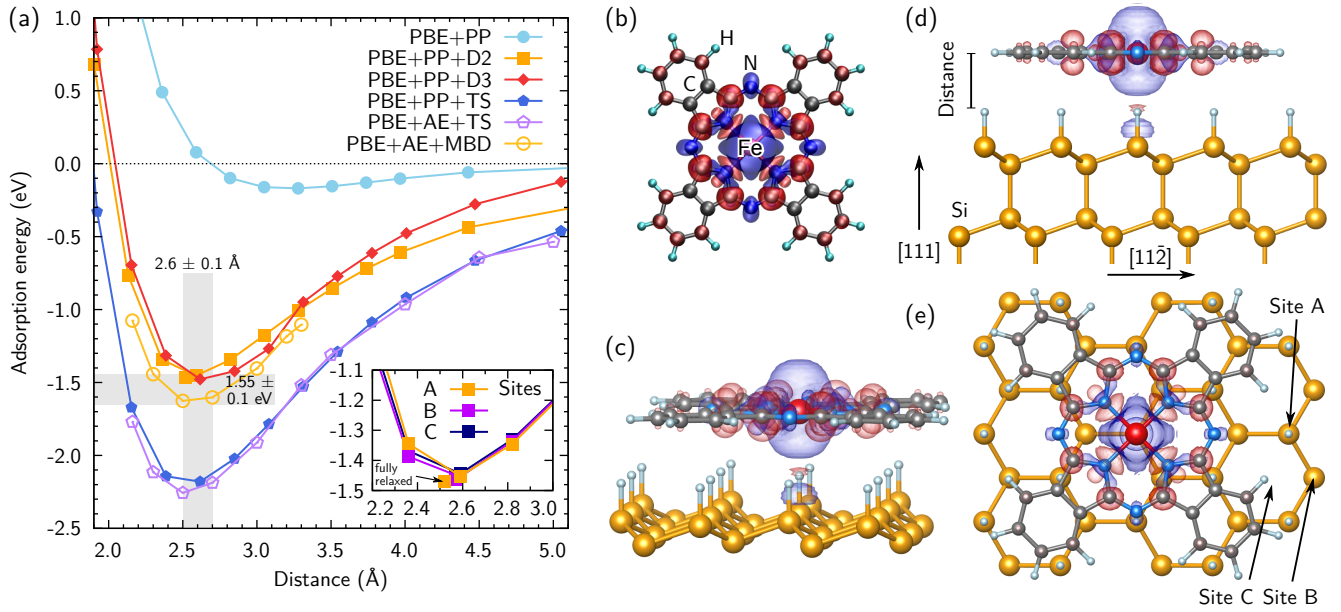 (a)
Adsorption energy (eV)
1.0
0.5
0.0
-0.5
-1.0
-1.5
-2.0
-2.5
PBE+PP
PBE+PP+D2
PBE+PP+D3
PBE+PP+TS
PBE+AE+TS
PBE+AE+MBD
2.6 ± 0.1 Å
1.55 ±
0.1 eV
-1.1
-1.2
-1.3
-1.4
-1.5
A Sites
B
C
fully
relaxed
2.2 2.4 2.6 2.8 3.0
2.0 2.5 3.0 3.5 4.0 4.5 5.0
Distance (Å)
(b)
H
N
C
Fe
(c)
(d)
Distance
Si
[111]
[112̄]
(e)
Site A
Site C Site B